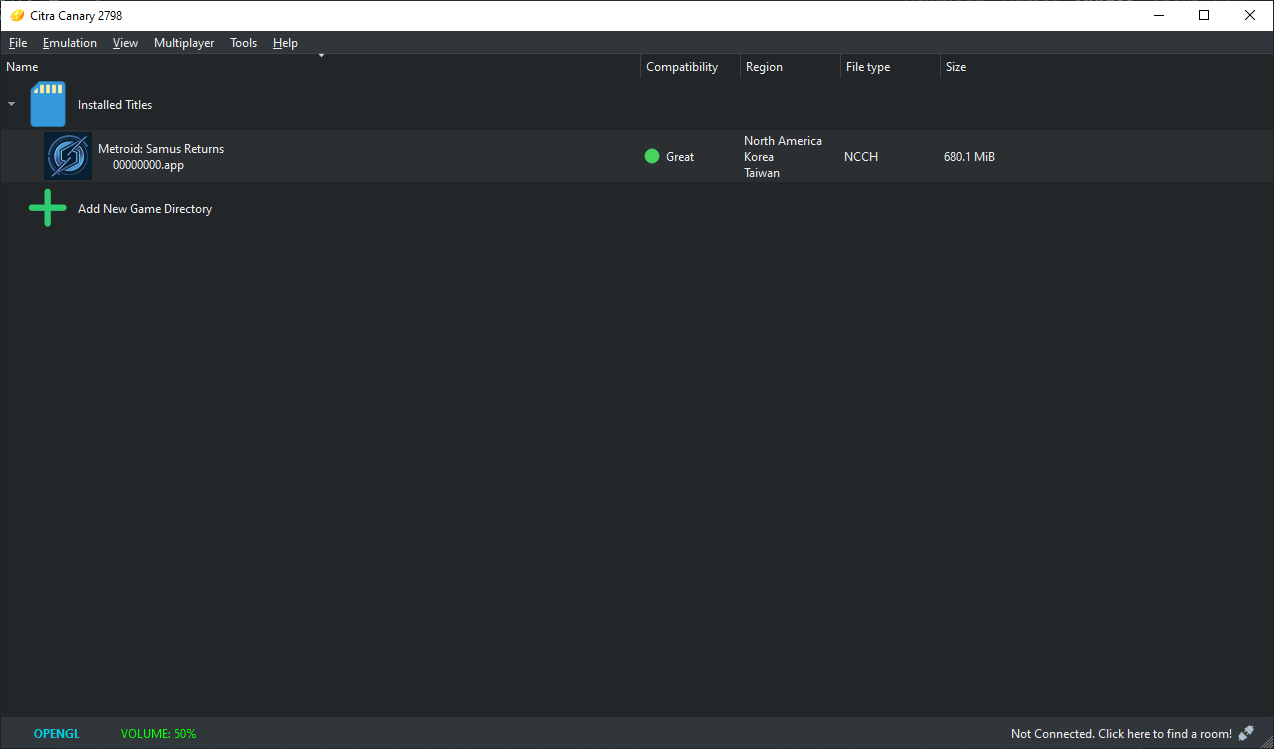 Citra Canary 2798
File Emulation View Multiplayer Tools Help
Name Compatibility Region File type Size
Installed Titles
Metroid: Samus Returns
00000000.app
Great
North America
Korea
Taiwan
NCCH
680.1 MiB
Add New Game Directory
OPENGL VOLUME: 50% Not Connected. Click here to find a room!